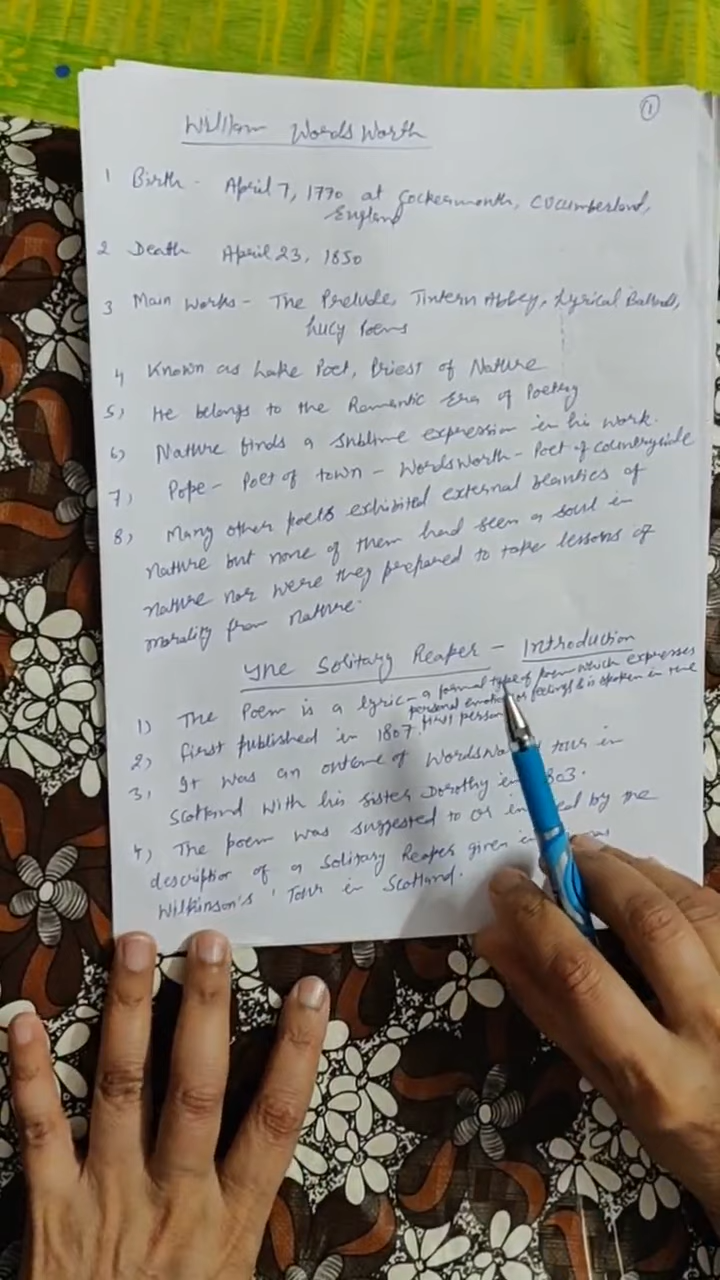 1
William WordsWorth
1 Birth - April 7, 1770 at Cockermonth, CUcumberland,
England
2 Death April 23, 1850
3 Main Works - The Prelude, Tintern Abbey, Lyrical Ballads,
Lucy Poems
4 Known as Lake Poet, Priest of Nature
5) He belongs to the Romantic Era of Poetry
6) Nature finds a sublime expression in his work.
7) Pope - Poet of town - WordsWorth - Poet of countryside
8) Many other poets exhibited external beauties of
nature but none of them had seen a soul in
nature nor were they prepared to take lessons of
morality from nature.
The Solitary Reaper - Introduction
1) The Poem is a lyric - a formal type of poem which expresses
personal emotions or feelings & is spoken in the
first person
2) First published in 1807.
3) It was an outcome of Wordsworth tour in
Scotland with his sister Dorothy in 1803.
4) The poem was suggested to or by the
description of a Solitary Reaper given in
Wilkinson's 'Tour in Scotland.